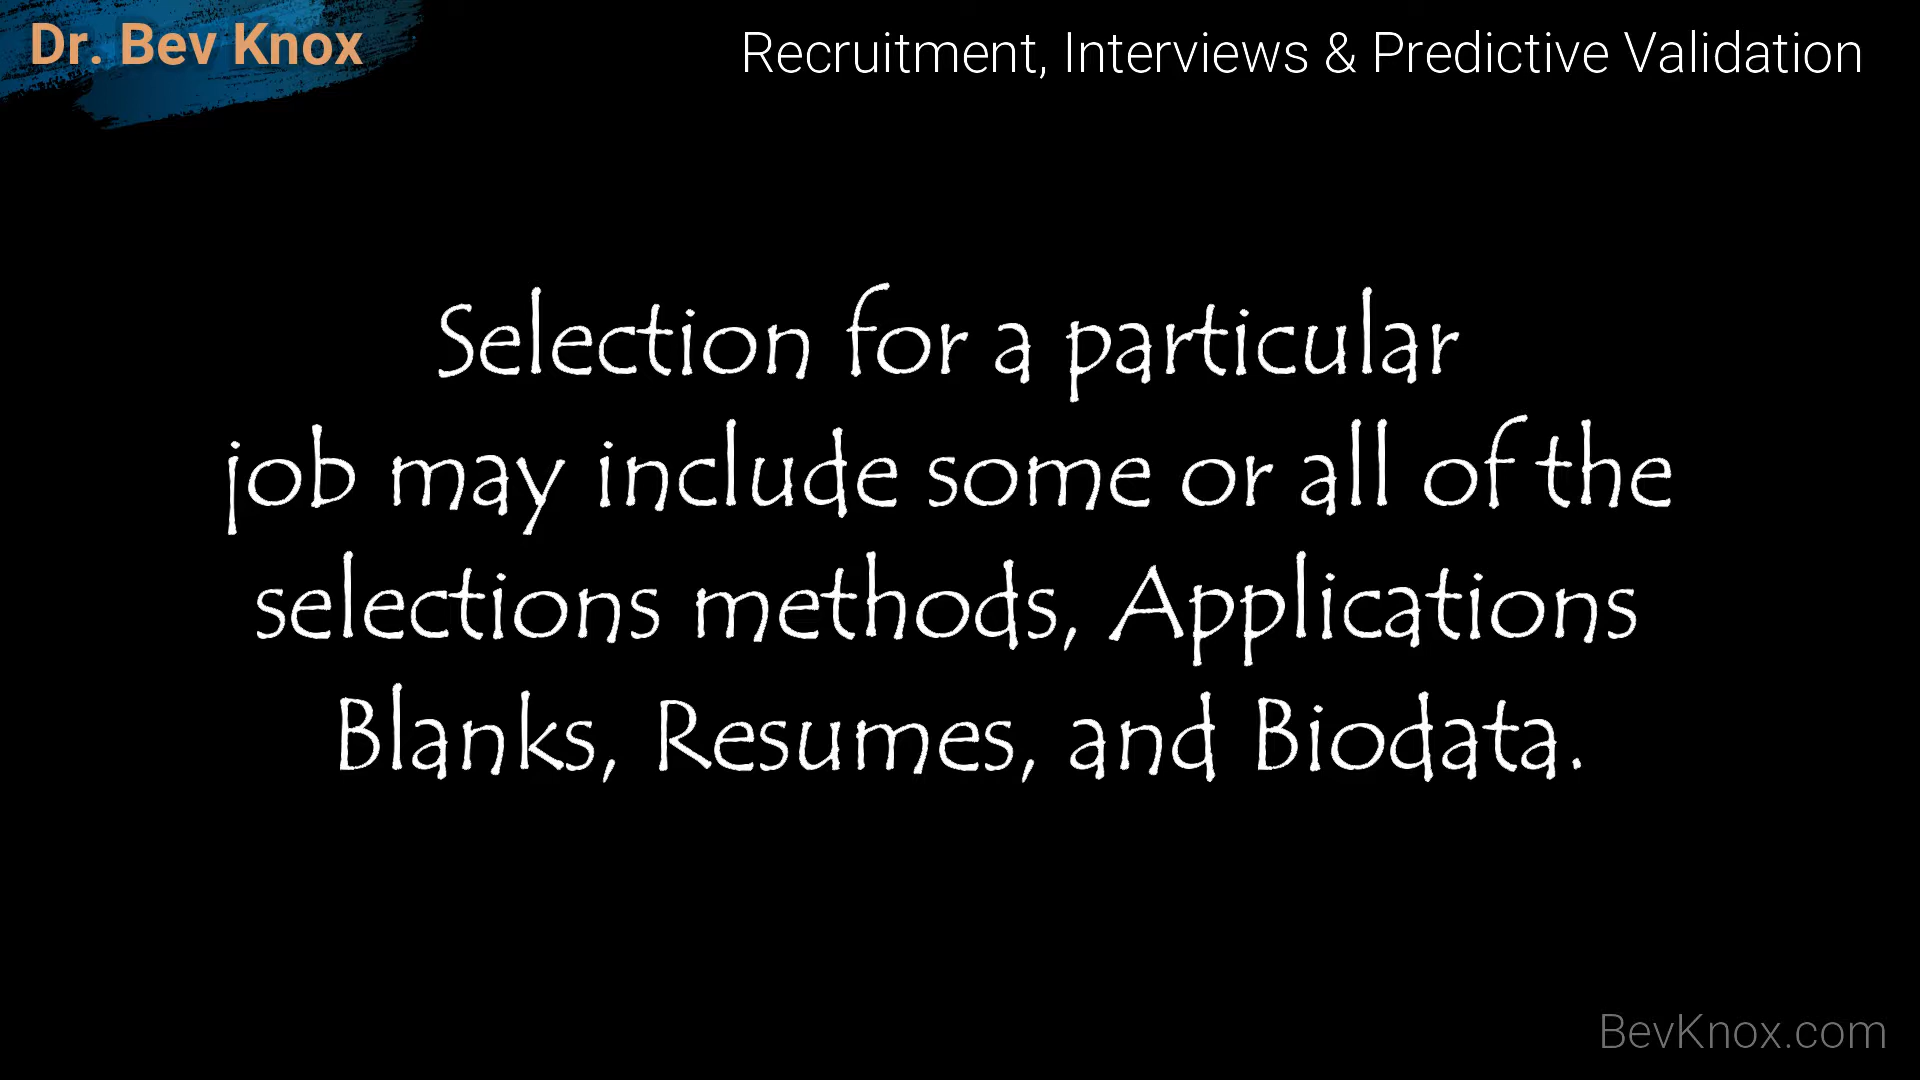 Dr. Bev Knox
Recruitment, Interviews & Predictive Validation
Selection for a particular
job may include some or all of the
selections methods, Applications
Blanks, Resumes, and Biodata.
BevKnox.com